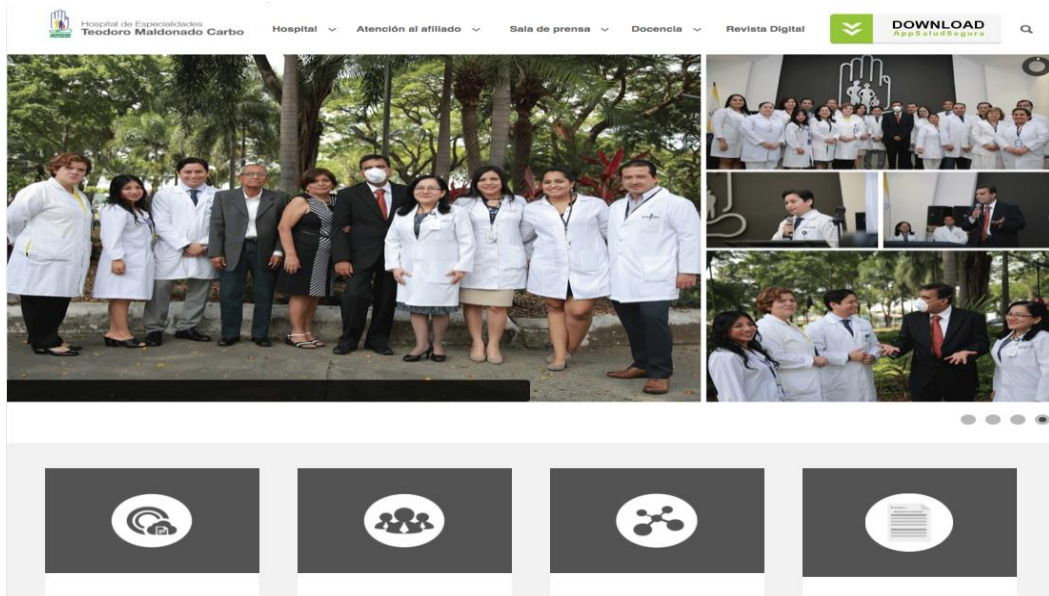 Hospital de Especialidades
Teodoro Maldonado Carbo
Hospital
Atención al afiliado
Sala de prensa
Docencia
Revista Digital
DOWNLOAD
AppSaludSegura